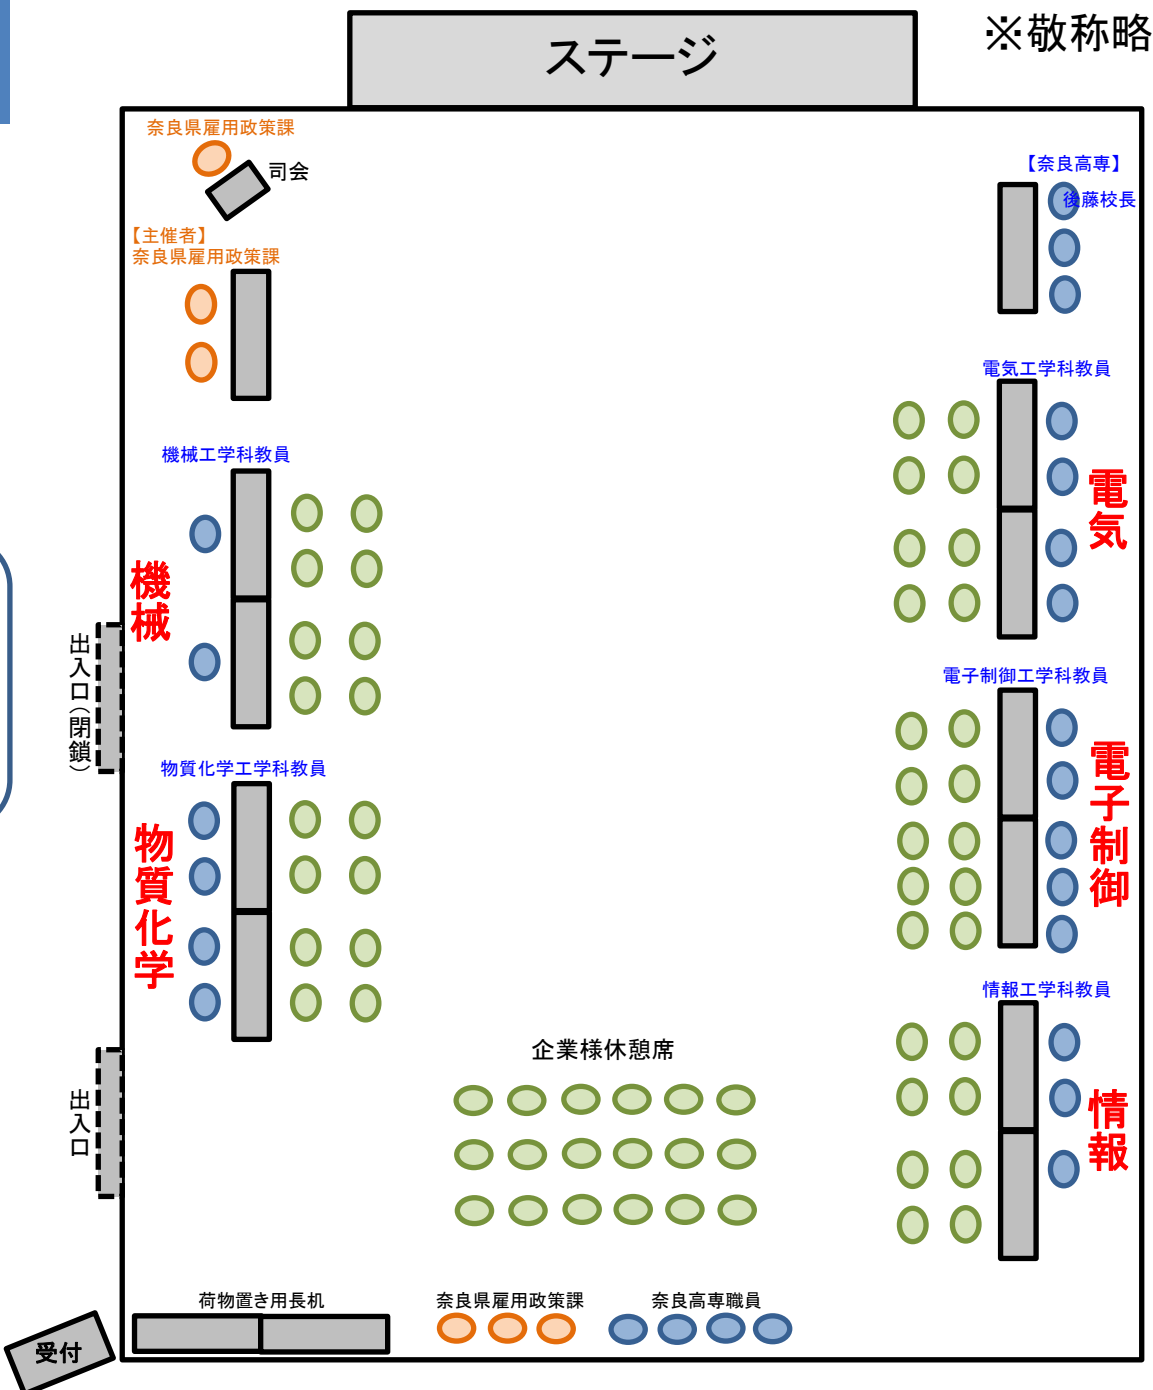 ※敬称略
ステージ
奈良県雇用政策課
司会
【主催者】
奈良県雇用政策課
【奈良高専】
後藤校長
電気工学科教員
電気
機械工学科教員
機械
出入口（閉鎖）
電子制御工学科教員
電子制御
物質化学工学科教員
物質化学
情報工学科教員
情報
企業様休憩席
出入口
荷物置き用長机
奈良県雇用政策課
奈良高専職員
受付